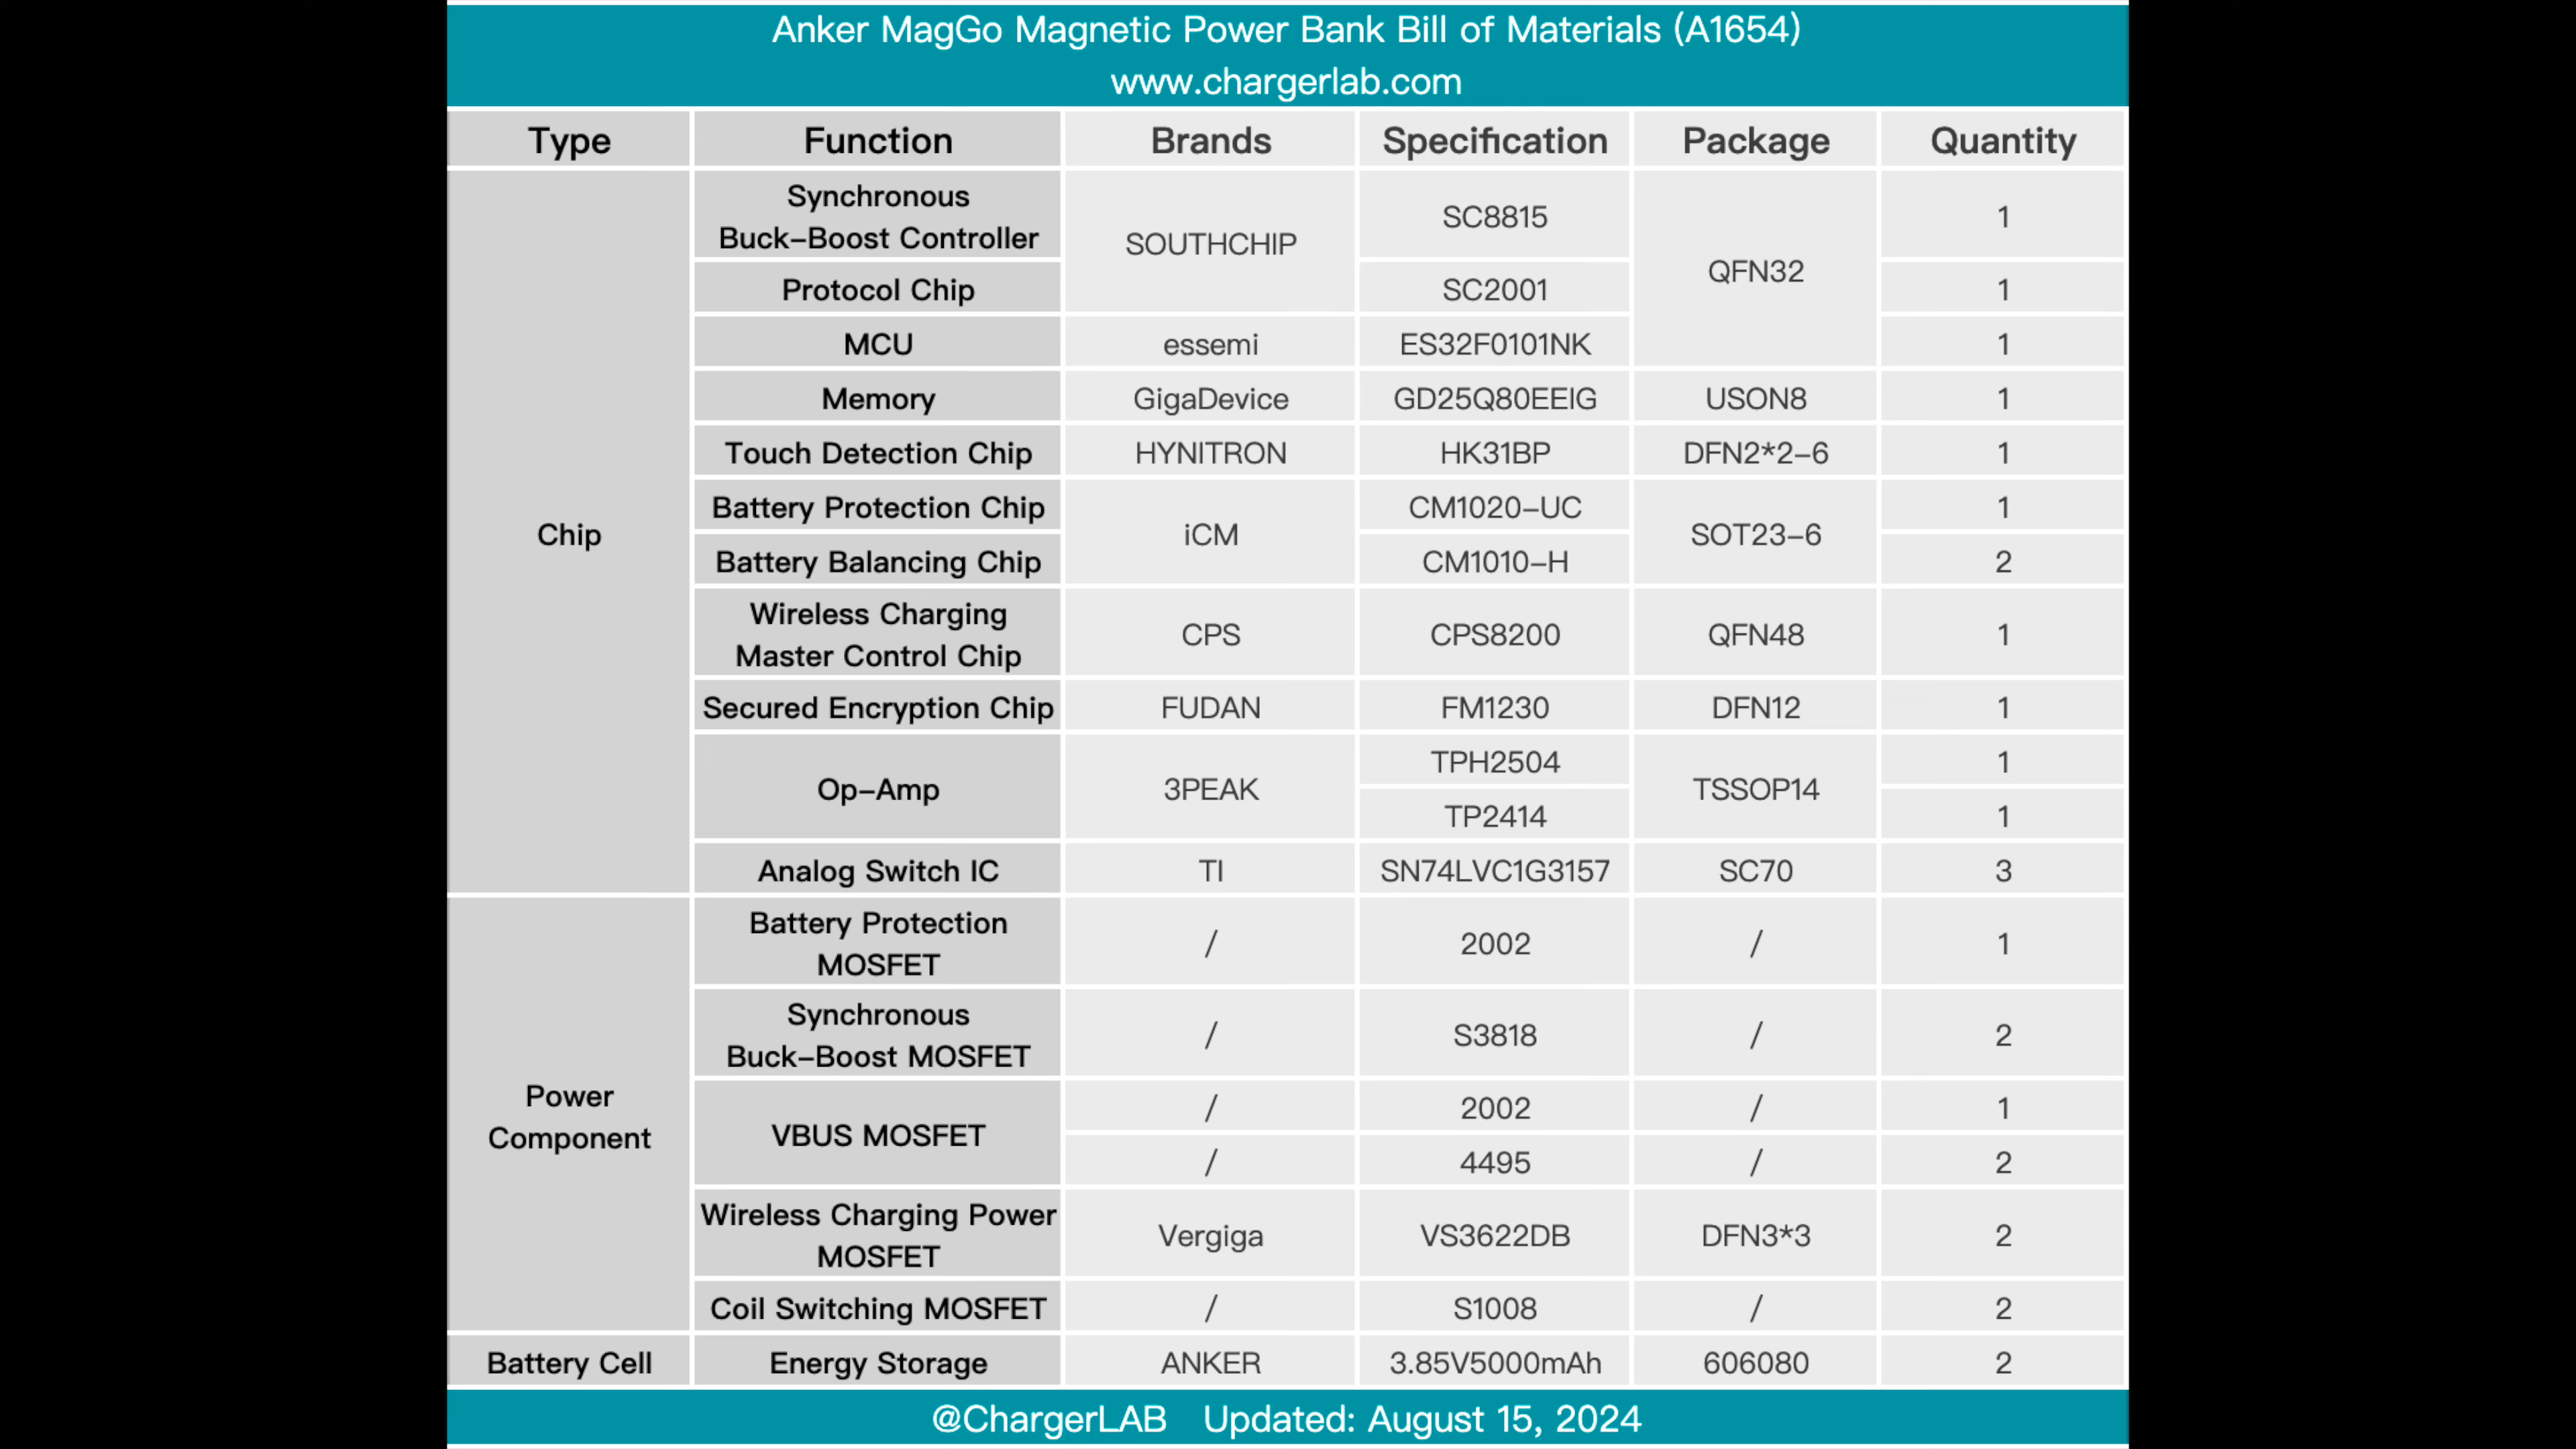 Anker MagGo Magnetic Power Bank Bill of Materials (A1654)
www.chargerlab.com
Type Function Brands Specification Package Quantity
Chip
Synchronous
Buck-Boost Controller
SOUTHCHIP
SC8815
QFN32
1
Protocol Chip SC2001 1
MCU essemi ES32F0101NK 1
Memory GigaDevice GD25Q80EEIG USON8 1
Touch Detection Chip HYNITRON HK31BP DFN2*2-6 1
Battery Protection Chip iCM CM1020-UC SOT23-6 1
Battery Balancing Chip CM1010-H 2
Wireless Charging
Master Control Chip
CPS CPS8200 QFN48 1
Secured Encryption Chip FUDAN FM1230 DFN12 1
Op-Amp 3PEAK TPH2504 TSSOP14 1
TP2414 1
Analog Switch IC TI SN74LVC1G3157 SC70 3
Power
Component
Battery Protection
MOSFET
/ 2002 / 1
Synchronous
Buck-Boost MOSFET
/ S3818 / 2
VBUS MOSFET / 2002 / 1
/ 4495 / 2
Wireless Charging Power
MOSFET
Vergiga VS3622DB DFN3*3 2
Coil Switching MOSFET / S1008 / 2
Battery Cell Energy Storage ANKER 3.85V5000mAh 606080 2
@ChargerLAB Updated: August 15, 2024